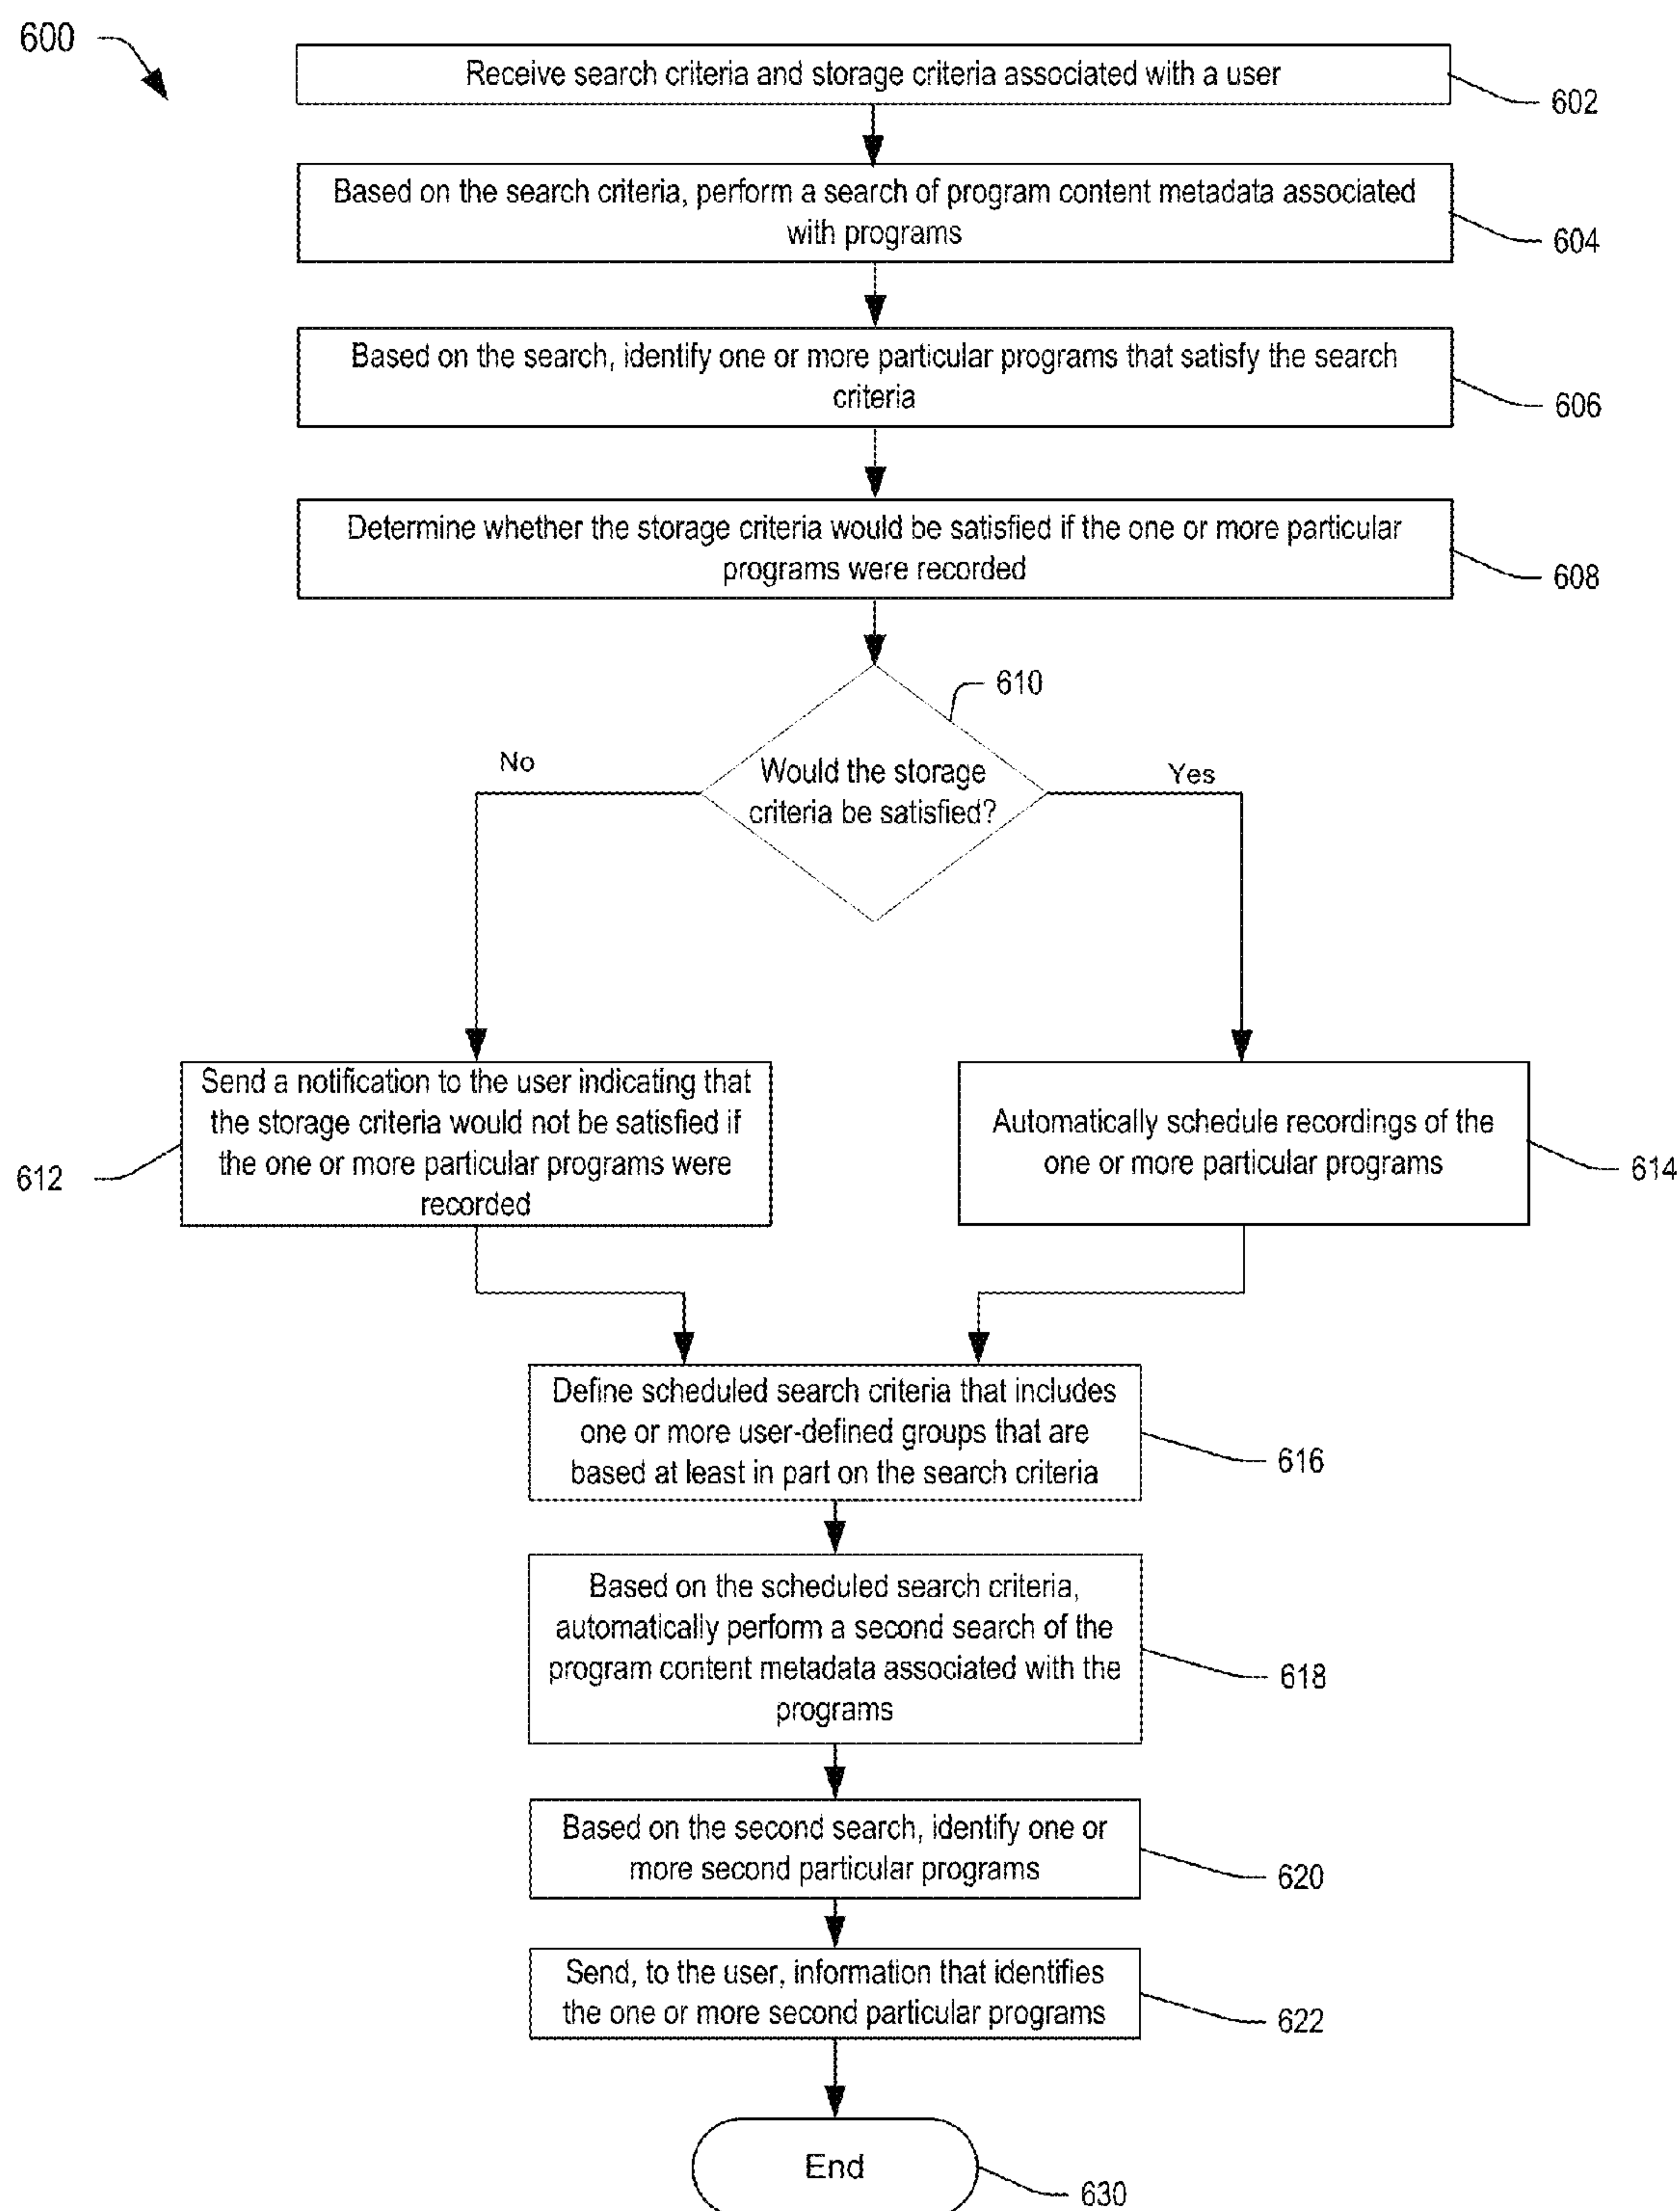 600
Receive search criteria and storage criteria associated with a user
602
Based on the search criteria, perform a search of program content metadata associated
with programs
604
Based on the search, identify one or more particular programs that satisfy the search
criteria
606
Determine whether the storage criteria would be satisfied if the one or more particular
programs were recorded
608
610
Would the storage
criteria be satisfied?
No
Yes
Send a notification to the user indicating that
the storage criteria would not be satisfied if
the one or more particular programs were
recorded
612
Automatically schedule recordings of the
one or more particular programs
614
Define scheduled search criteria that includes
one or more user-defined groups that are
based at least in part on the search criteria
616
Based on the scheduled search criteria,
automatically perform a second search of the
program content metadata associated with the
programs
618
Based on the second search, identify one or
more second particular programs
620
Send, to the user, information that identifies
the one or more second particular programs
622
End
630